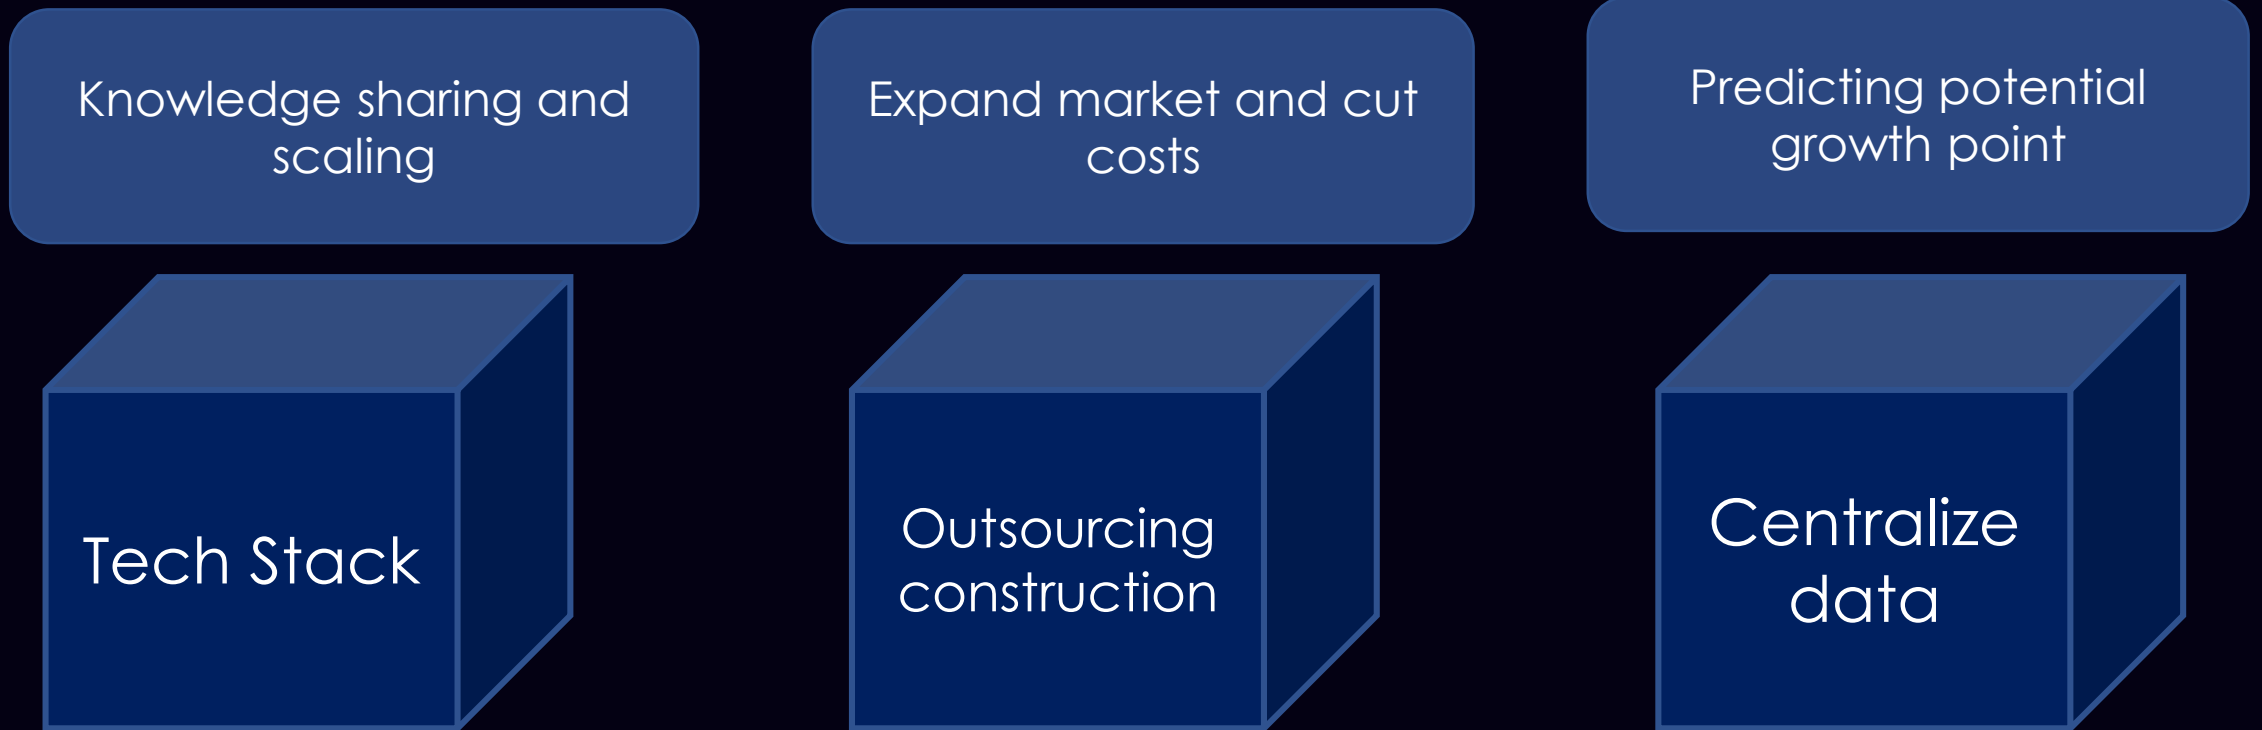 Knowledge sharing and
scaling
Expand market and cut
costs
Predicting potential
growth point
Tech Stack
Outsourcing
construction
Centralize
data